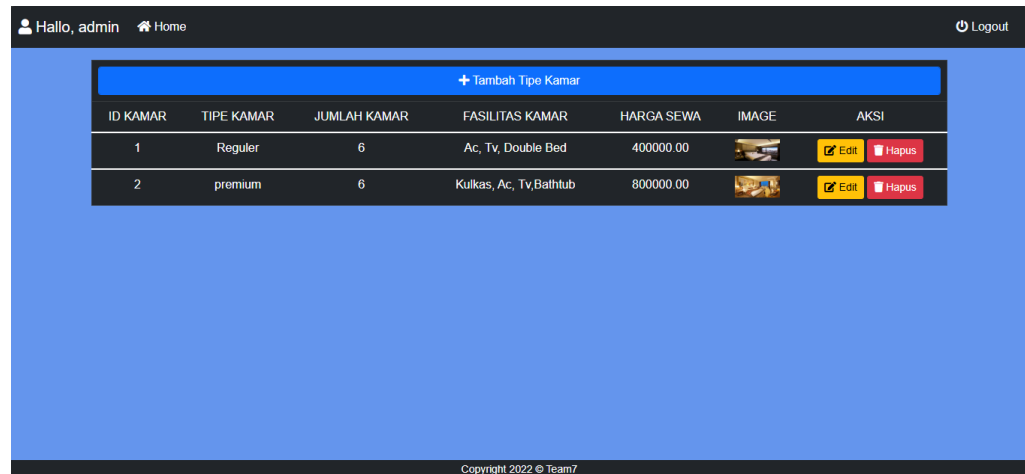 Hallo, admin Home Logout
Tambah Tipe Kamar
ID KAMAR TIPE KAMAR JUMLAH KAMAR FASILITAS KAMAR HARGA SEWA IMAGE AKSI
1 Reguler 6 Ac, Tv, Double Bed 400000.00 Edit Hapus
2 premium 6 Kulkas, Ac, Tv,Bathtub 800000.00 Edit Hapus
Copyright 2022 © Team7